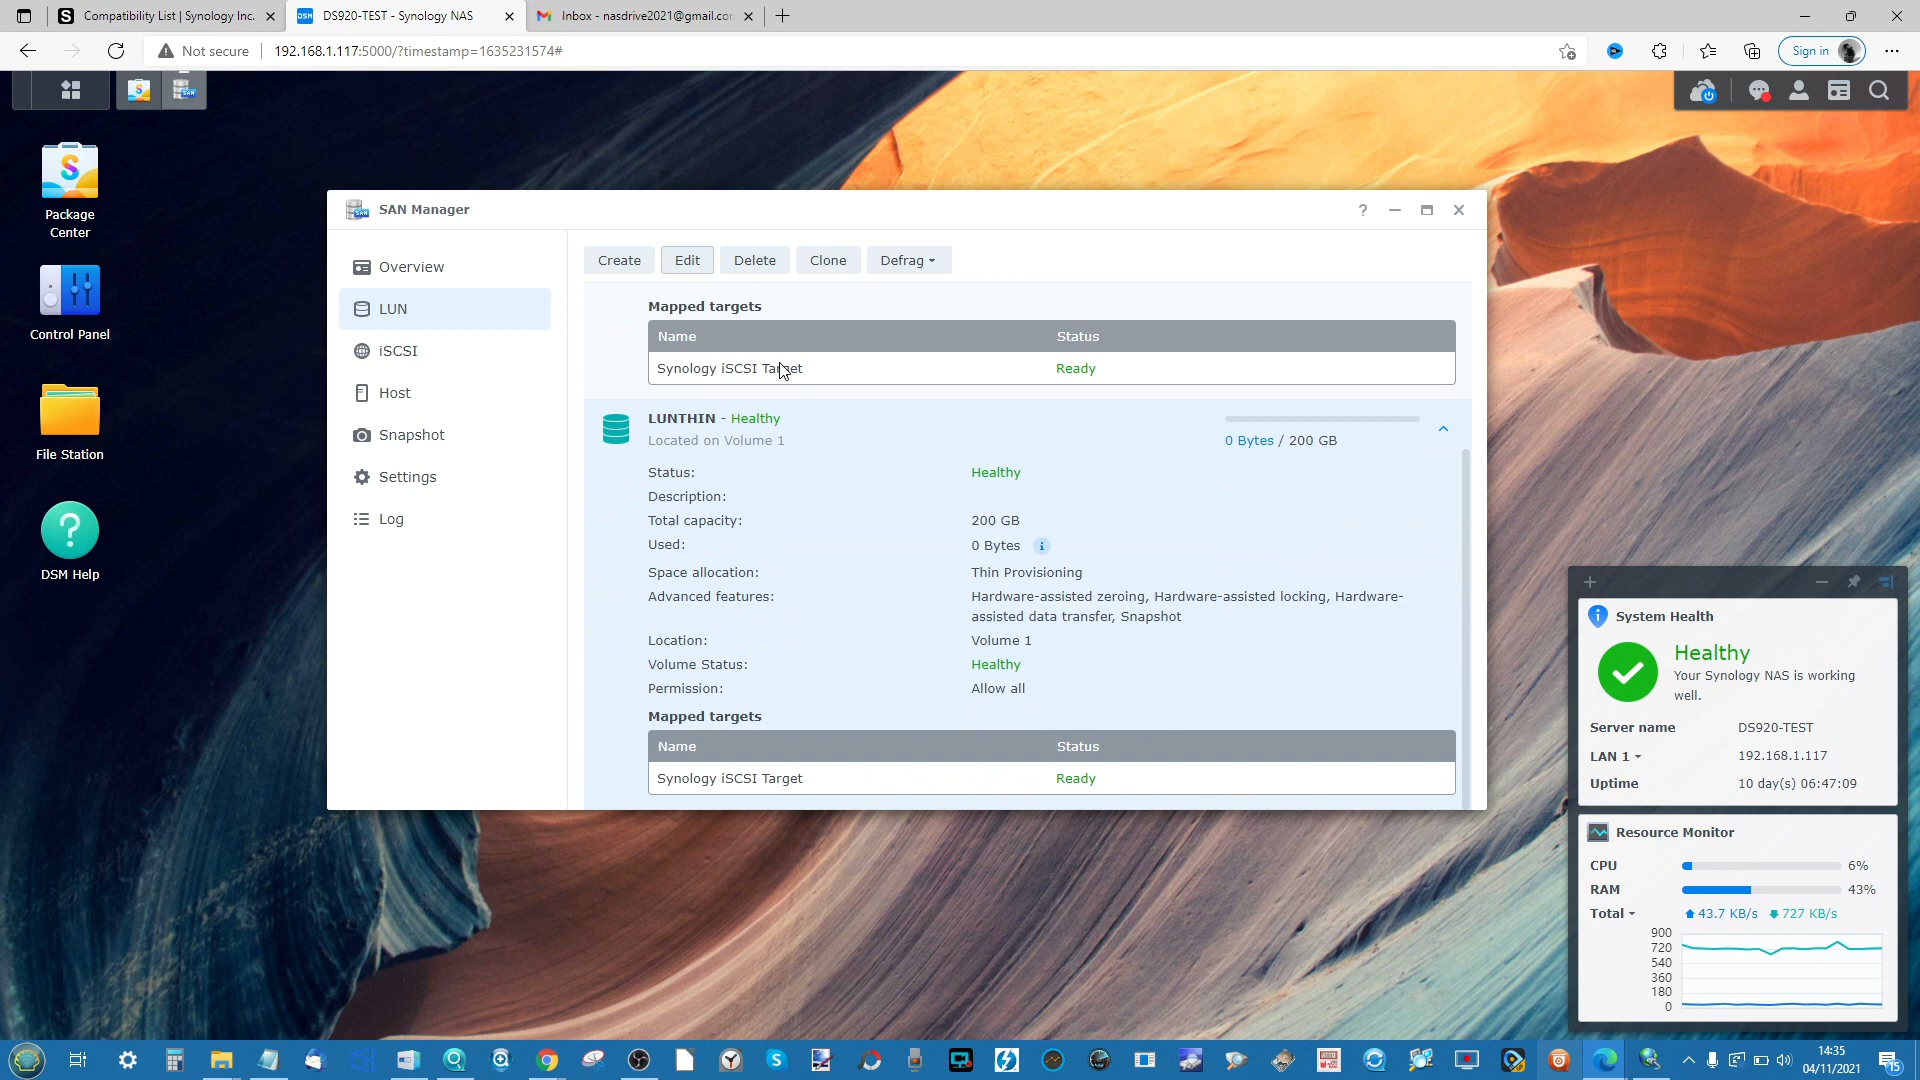 Compatibility List | Synology Inc.
DS920-TEST - Synology NAS
Inbox - nasdrive2021@gmail.co
Not secure
192.168.1.117:5000/?timestamp=1635231574#
Sign in
Package
Center
Control Panel
File Station
DSM Help
SAN Manager
Overview
LUN
iSCSI
Host
Snapshot
Settings
Log
Create
Edit
Delete
Clone
Defrag
Mapped targets
Name
Status
Synology iSCSI Target
Ready
LUNTHIN - Healthy
Located on Volume 1
0 Bytes / 200 GB
Status:
Healthy
Description:
Total capacity:
200 GB
Used:
0 Bytes
Space allocation:
Thin Provisioning
Advanced features:
Hardware-assisted zeroing, Hardware-assisted locking, Hardware-
assisted data transfer, Snapshot
Location:
Volume 1
Volume Status:
Healthy
Permission:
Allow all
Mapped targets
Name
Status
Synology iSCSI Target
Ready
System Health
Healthy
Your Synology NAS is working
well.
Server name
DS920-TEST
LAN 1
192.168.1.117
Uptime
10 day(s) 06:47:09
Resource Monitor
CPU
6%
RAM
43%
Total
43.7 KB/s
727 KB/s
900
720
540
360
180
0
14:35
04/11/2021
15